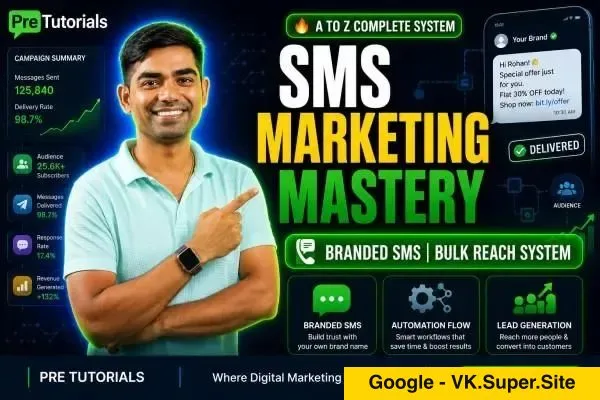 Pre Tutorials
CAMPAIGN SUMMARY
Messages Sent
125,840
Delivery Rate
98.7%
Audience
25.6K+
Subscribers
Messages
Delivered
98.7%
Response
Rate
17.4%
Revenue
Generated
+132%
A TO Z COMPLETE SYSTEM
SMS
MARKETING
MASTERY
Your Brand
Hi Rohan!
Special offer just
for you.
Flat 30% OFF today!
Shop now: bit.ly/offer
10:30 AM
DELIVERED
AUDIENCE
BRANDED SMS | BULK REACH SYSTEM
BRANDED SMS
Build trust with
your own brand name
AUTOMATION FLOW
Smart workflows that
save time & boost results
LEAD GENERATION
Reach more people &
convert into customers
PRE TUTORIALS
Where Digital Marketing
Google - VK.Super.Site